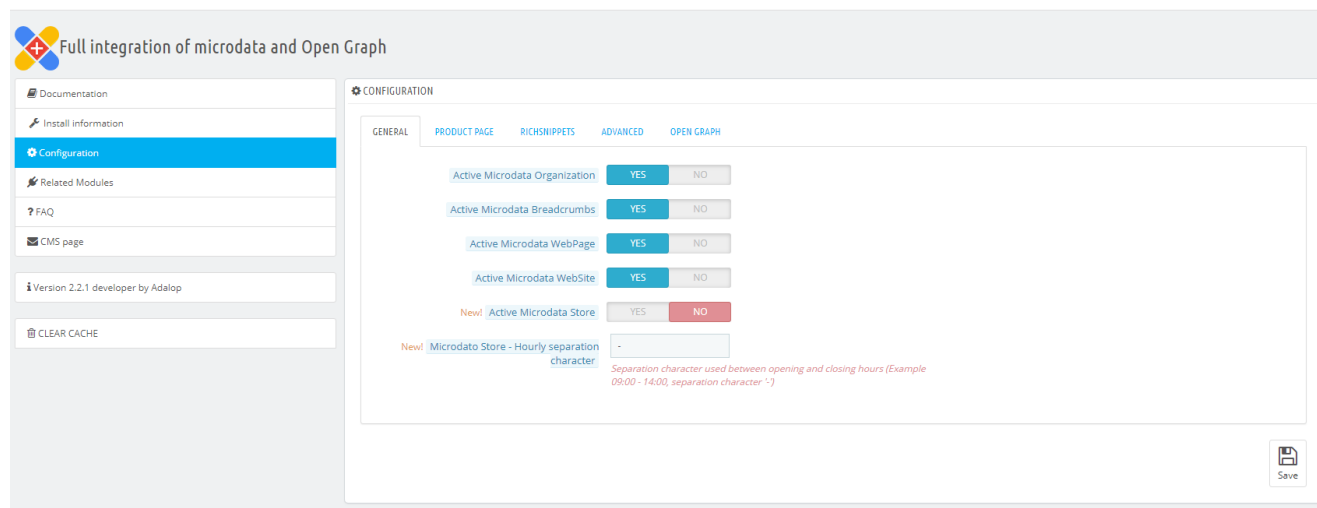 Full integration of microdata and Open Graph
Documentation
Install information
Configuration
Related Modules
? FAQ
CMS page
i Version 2.2.1 developer by Adalop
CLEAR CACHE
CONFIGURATION
GENERAL PRODUCT PAGE RICHSNIPPETS ADVANCED OPEN GRAPH
Active Microdata Organization YES NO
Active Microdata Breadcrumbs YES NO
Active Microdata WebPage YES NO
Active Microdata WebSite YES NO
New! Active Microdata Store YES NO
New! Microdato Store - Hourly separation
character
-
Separation character used between opening and closing hours (Example
09:00 - 14:00, separation character '-')
Save